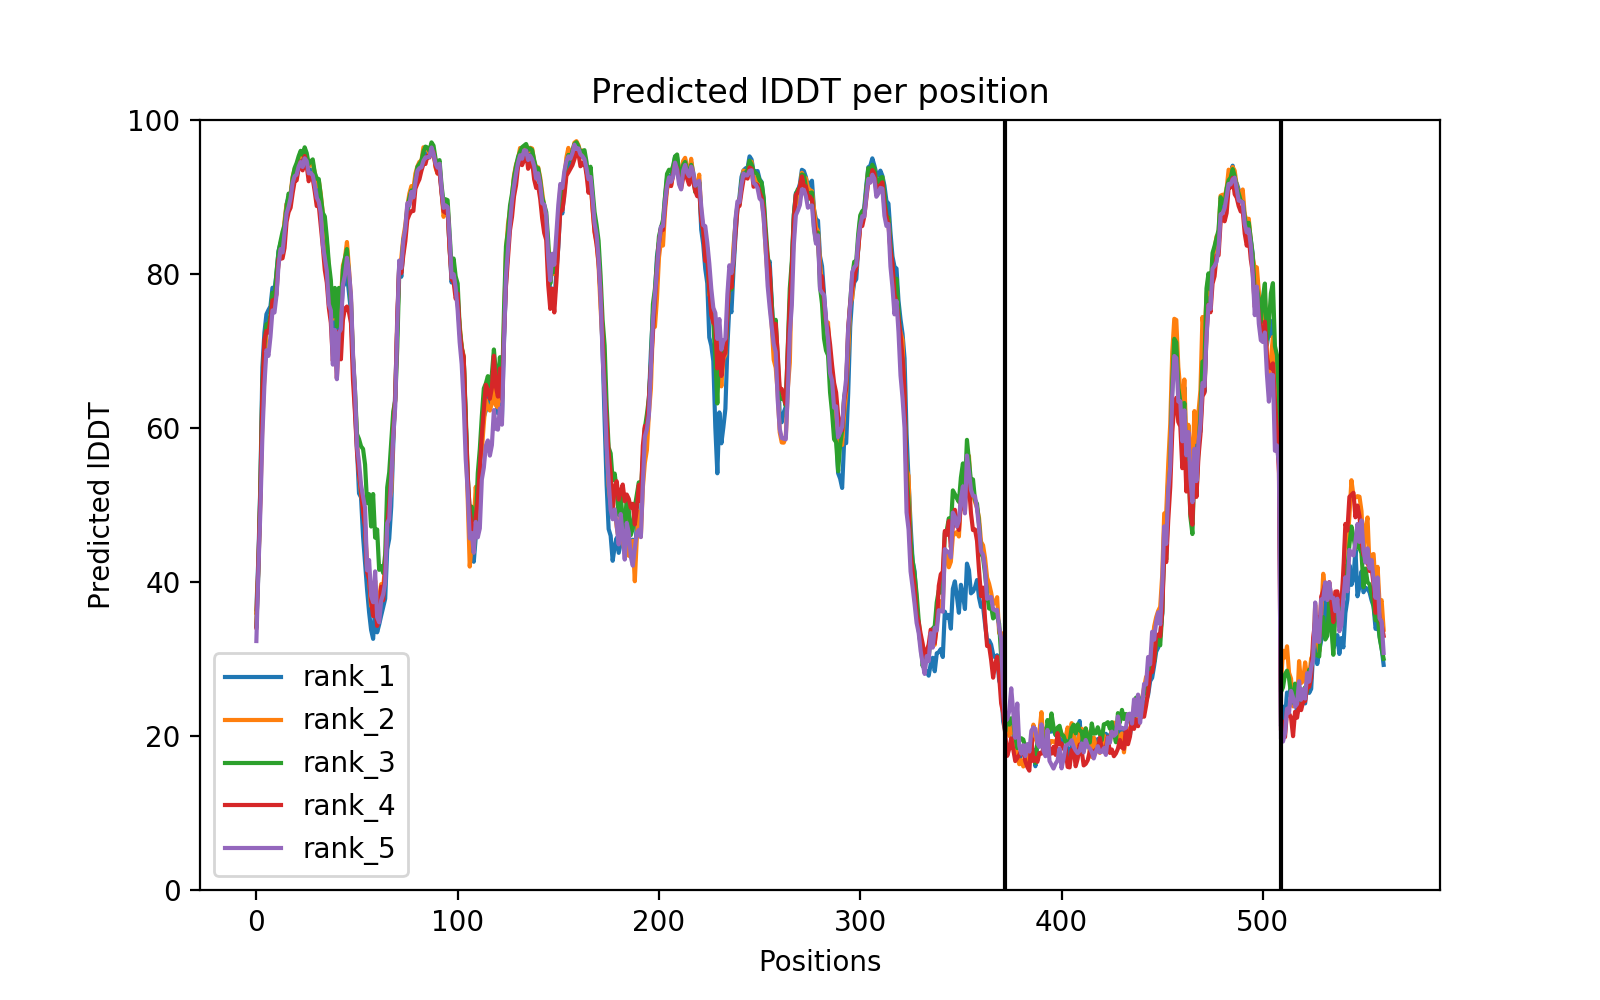 Predicted lDDT per position
100
80
60
40
20
0
Predicted lDDT
rank_1
rank_2
rank_3
rank_4
rank_5
0 100 200 300 400 500
Positions